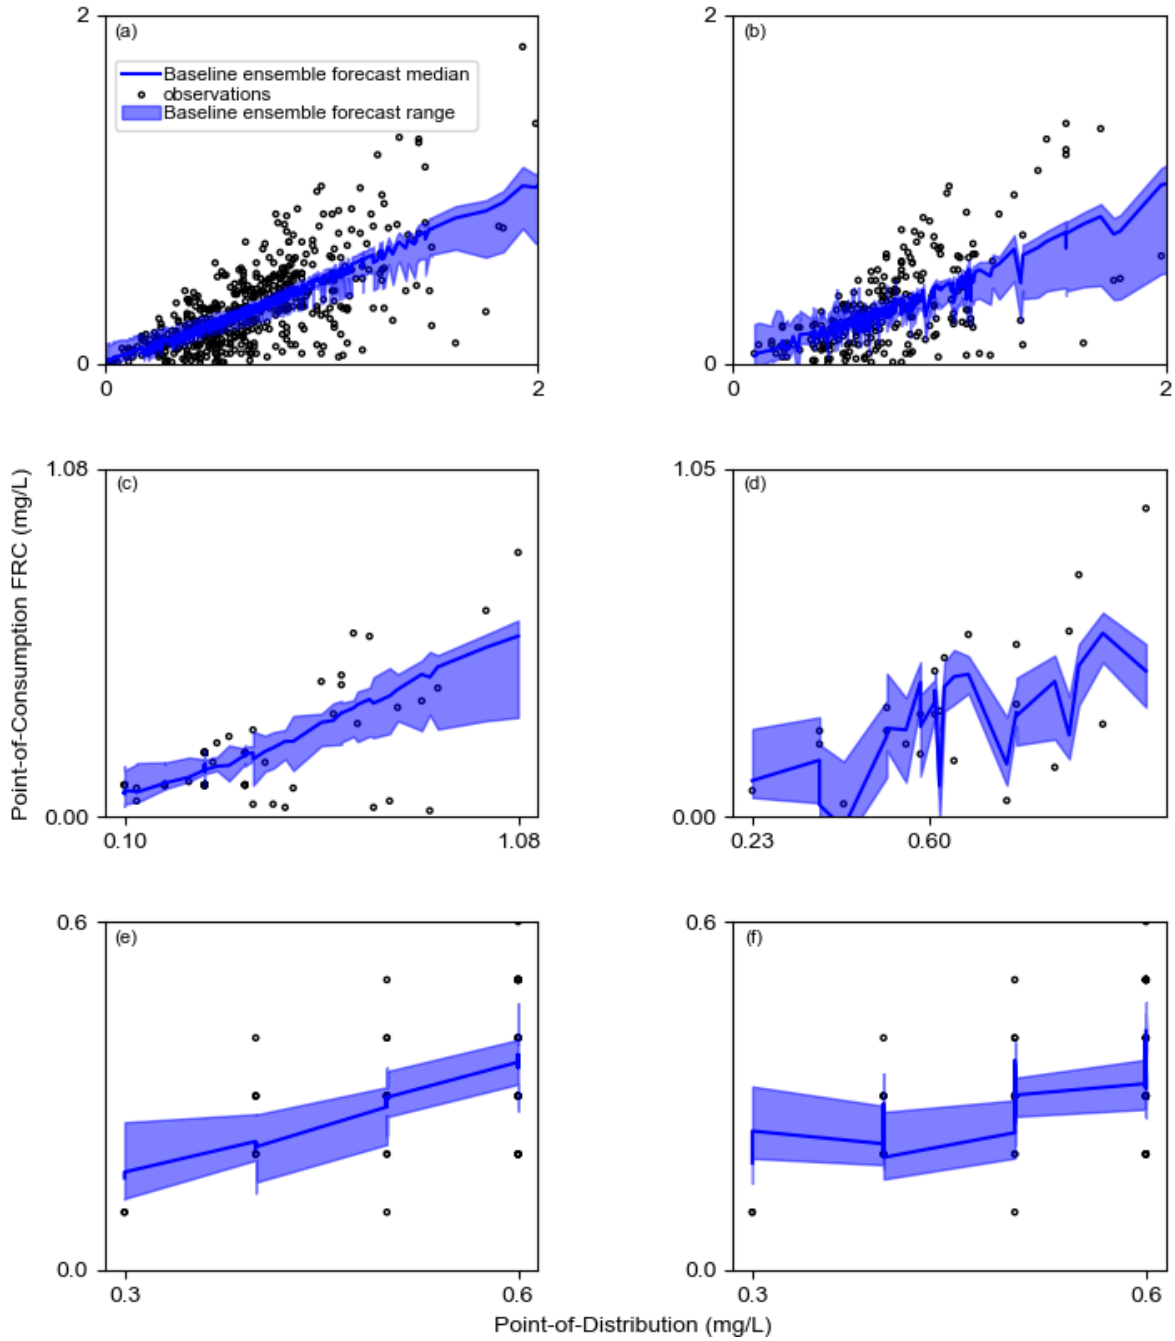 2
(a)
Baseline ensemble forecast median
observations
Baseline ensemble forecast range
0
0
2
2
(b)
0
0
2
Point-of-Consumption FRC (mg/L)
1.08
(c)
0.00
0.10
1.08
1.05
(d)
0.00
0.23
0.60
0.6
(e)
0.0
0.3
0.6
0.6
(f)
0.0
0.3
0.6
Point-of-Distribution (mg/L)